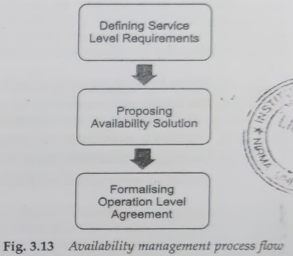 Defining Service
Level Requirements
Proposing
Availability Solution
Formalising
Operation Level
Agreement
Fig. 3.13 Availability management process flow